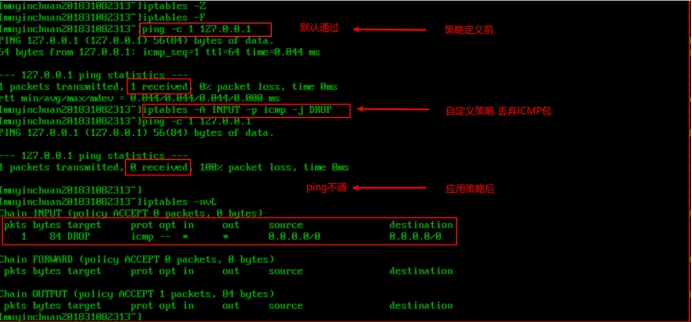 [muyinchuan201831082313~]iptables -Z
[muyinchuan201831082313~]iptables -F
[muyinchuan201831082313~]ping -c 1 127.0.0.1 默认通过 策略定义前
PING 127.0.0.1 (127.0.0.1) 56(84) bytes of data.
64 bytes from 127.0.0.1: icmp_seq=1 ttl=64 time=0.044 ms
--- 127.0.0.1 ping statistics ---
1 packets transmitted, 1 received, 0% packet loss, time 0ms
rtt min/avg/max/mdev = 0.044/0.044/0.044/0.000 ms
[muyinchuan201831082313~]iptables -A INPUT -p icmp -j DROP 自定义策略 丢弃ICMP包
[muyinchuan201831082313~]ping -c 1 127.0.0.1
PING 127.0.0.1 (127.0.0.1) 56(84) bytes of data.
--- 127.0.0.1 ping statistics ---
1 packets transmitted, 0 received, 100% packet loss, time 0ms
[muyinchuan201831082313~] ping不通 应用策略后
[muyinchuan201831082313~]iptables -nvL
Chain INPUT (policy ACCEPT 0 packets, 0 bytes)
pkts bytes target prot opt in out source destination
1 84 DROP icmp -- * * 0.0.0.0/0 0.0.0.0/0
Chain FORWARD (policy ACCEPT 0 packets, 0 bytes)
pkts bytes target prot opt in out source destination
Chain OUTPUT (policy ACCEPT 1 packets, 84 bytes)
pkts bytes target prot opt in out source destination
[muyinchuan201831082313~]